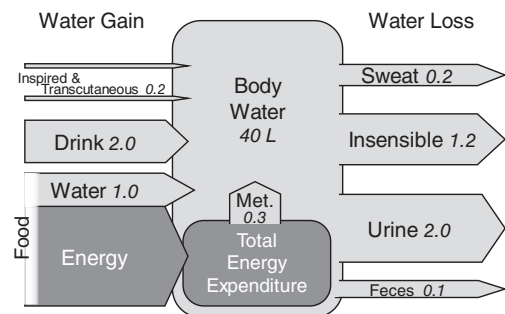 Water Gain
Water Loss
Inspired &
Transcutaneous 0.2
Drink 2.0
Water 1.0
Food
Energy
Body
Water
40 L
Met.
0.3
Total
Energy
Expenditure
Sweat 0.2
Insensible 1.2
Urine 2.0
Feces 0.1